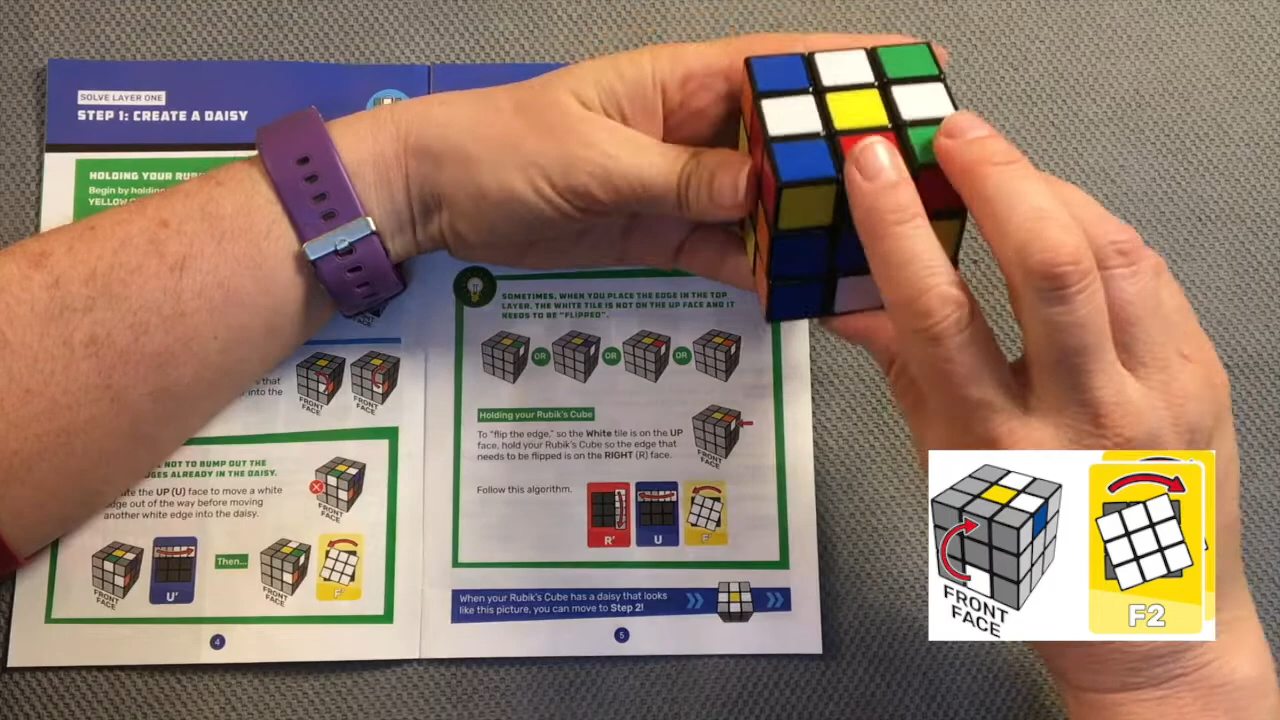 SOLVE LAYER ONE
STEP 1: CREATE A DAISY
HOLDING YOUR
Begin by
YELLOW
that
into the
FRONT
FACE
FRONT
FACE
NOT TO BUMP OUT THE
ALREADY IN THE DAISY.
the UP (U) face to move a white
edge out of the way before moving
another white edge into the daisy.
FRONT
FACE
FRONT
FACE
U'
Then...
FRONT
FACE
4
SOMETIMES, WHEN YOU PLACE THE EDGE IN THE TOP
LAYER, THE WHITE TILE IS NOT ON THE UP FACE AND IT
NEEDS TO BE "FLIPPED".
OR
OR
OR
Holding your Rubik's Cube
To "flip the edge," so the White tile is on the UP
face, hold your Rubik's Cube so the edge that
needs to be flipped is on the RIGHT (R) face.
FRONT
FACE
Follow this algorithm.
R'
U
F'
When your Rubik's Cube has a daisy that looks
like this picture, you can move to Step 2!
5
FRONT
FACE
F2